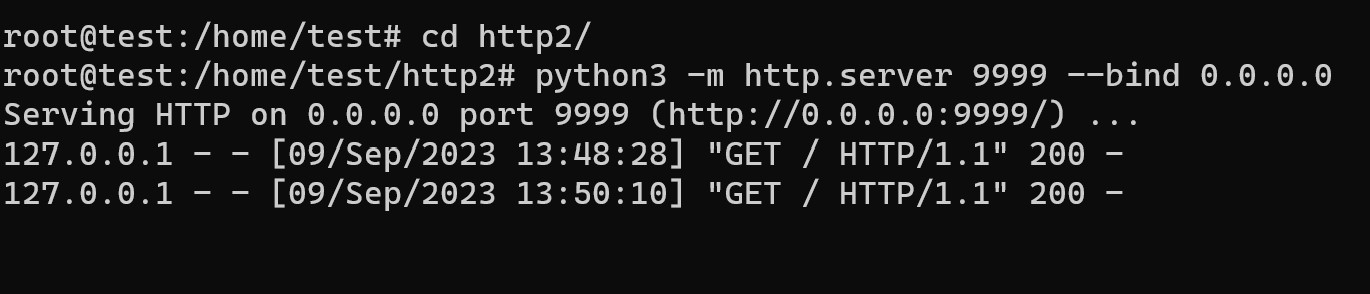 root@test:/home/test# cd http2/
root@test:/home/test/http2# python3 -m http.server 9999 --bind 0.0.0.0
Serving HTTP on 0.0.0.0 port 9999 (http://0.0.0.0:9999/) ...
127.0.0.1 - - [09/Sep/2023 13:48:28] "GET / HTTP/1.1" 200 -
127.0.0.1 - - [09/Sep/2023 13:50:10] "GET / HTTP/1.1" 200 -